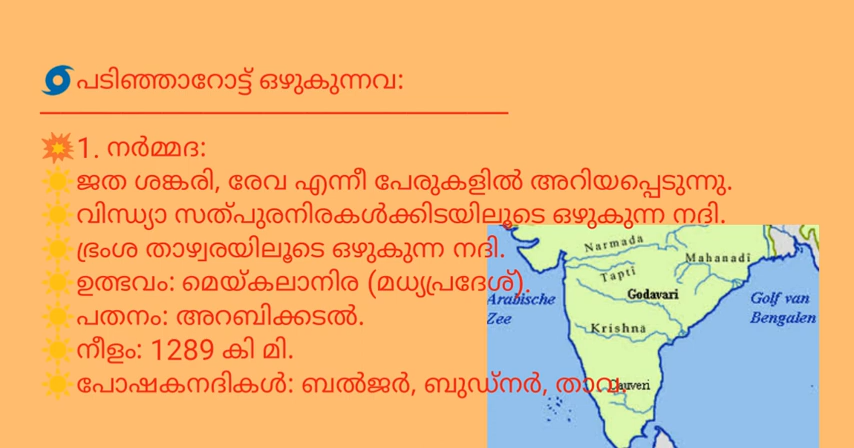 പടിഞ്ഞാറോട്ട് ഒഴുകുന്നവ:
1. നർമ്മദ:
ജത ശങ്കരി, രേവ എന്നീ പേരുകളിൽ അറിയപ്പെടുന്നു.
വിന്ധ്യാ സത്പുരനിരകൾക്കിടയിലൂടെ ഒഴുകുന്ന നദി.
ഭ്രംശ താഴ്വരയിലൂടെ ഒഴുകുന്ന നദി.
ഉത്ഭവം: മെയ്കലാനിര (മധ്യപ്രദേശ്).
പതനം: അറബിക്കടൽ.
നീളം: 1289 കി മി.
പോഷകനദികൾ: ബൽജർ, ബുഡ്നർ, താവ.
Narmada
Mahanadi
Tapti
Godavari
Arabische
Zee
Golf van
Bengalen
Krishna
Cauveri